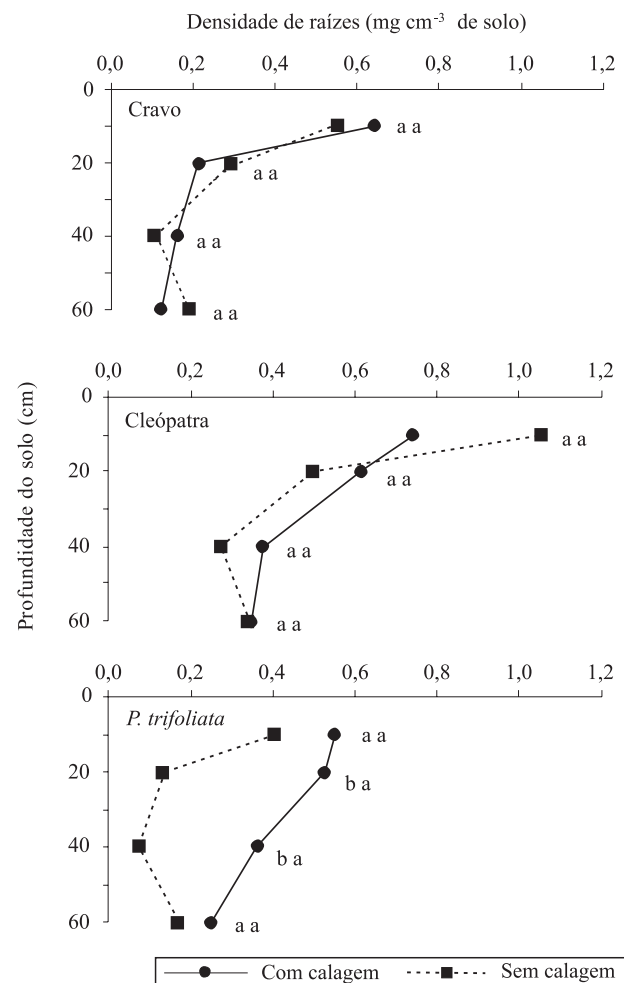 Densidade de raízes (mg cm-3 de solo)
0,0 0,2 0,4 0,6 0,8 1,0 1,2
0
Cravo
a a
20
a a
40
a a
60
a a
0,0 0,2 0,4 0,6 0,8 1,0 1,2
0
Cleópatra
a a
20
a a
40
a a
60
a a
Profundidade do solo (cm)
0,0 0,2 0,4 0,6 0,8 1,0 1,2
0
P. trifoliata
a a
20
b a
40
b a
60
a a
Com calagem Sem calagem